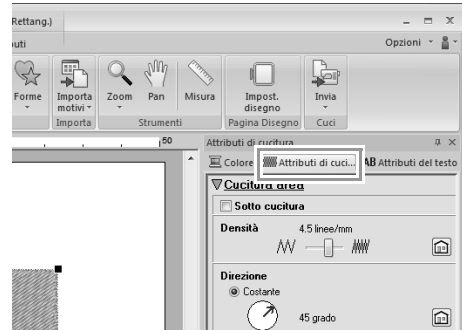 Rettang.)
uti
Opzioni
Forme
Importa motivi
Zoom
Pan
Misura
Impost. disegno
Invia
Importa
Strumenti
Pagina Disegno
Cuci
50
Attributi di cucitura
Colore
Attributi di cuci...
AB Attributi del testo
Cucitura area
Sotto cucitura
Densità
4.5 linee/mm
Direzione
Costante
45 grado